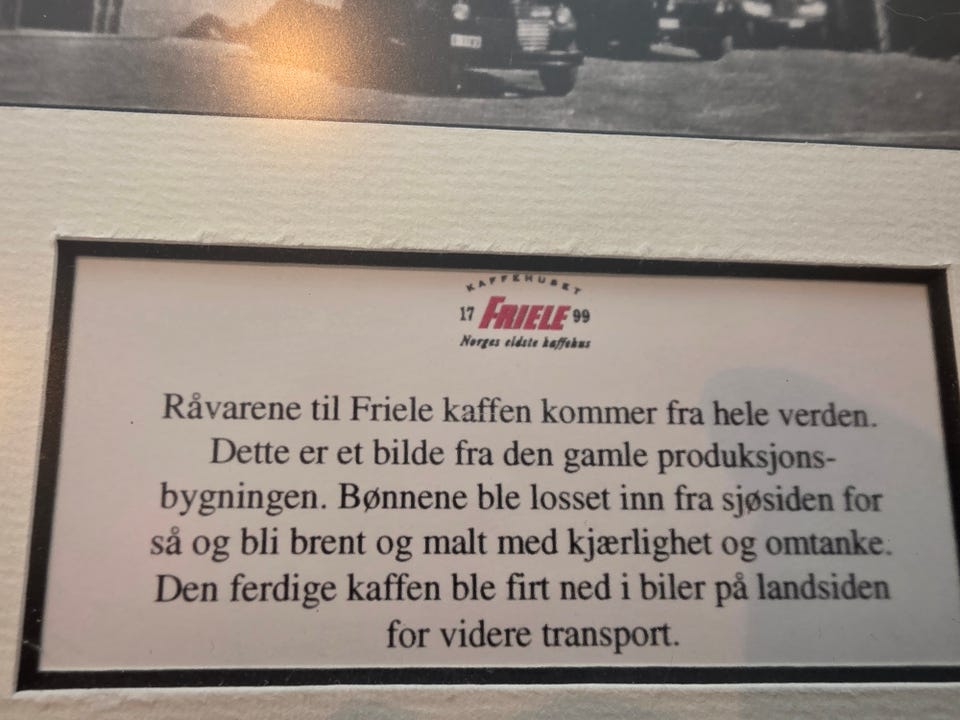 KAFFEHUSET
17 FRIELE 99
Norges eldste kaffehus
Råvarene til Friele kaffen kommer fra hele verden.
Dette er et bilde fra den gamle produksjons-
bygningen. Bønnene ble losset inn fra sjøsiden for
så og bli brent og malt med kjærlighet og omtanke.
Den ferdige kaffen ble firt ned i biler på landsiden
for videre transport.